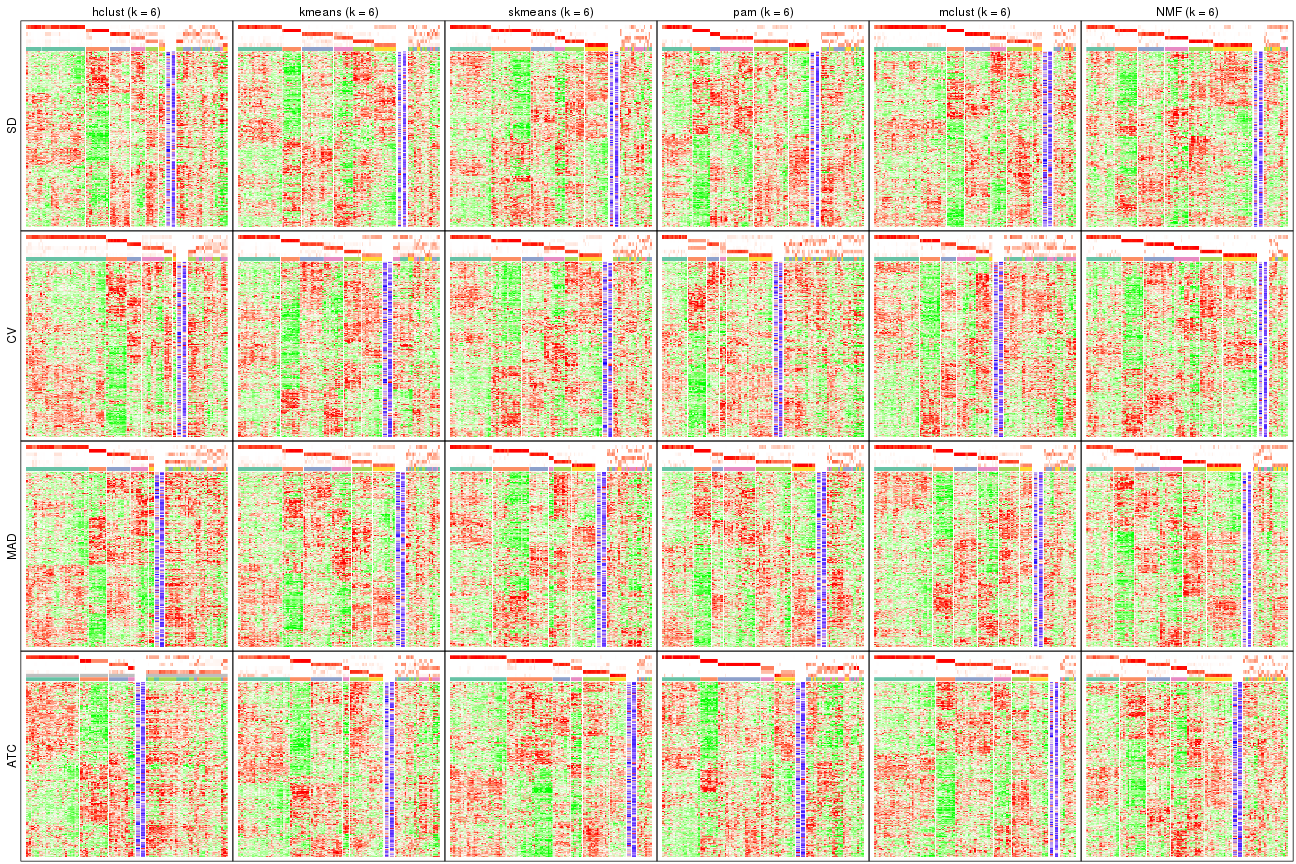 hclust (k = 6) kmeans (k = 6) skmeans (k = 6) pam (k = 6) mclust (k = 6) NMF (k = 6)
SD
CV
MAD
ATC